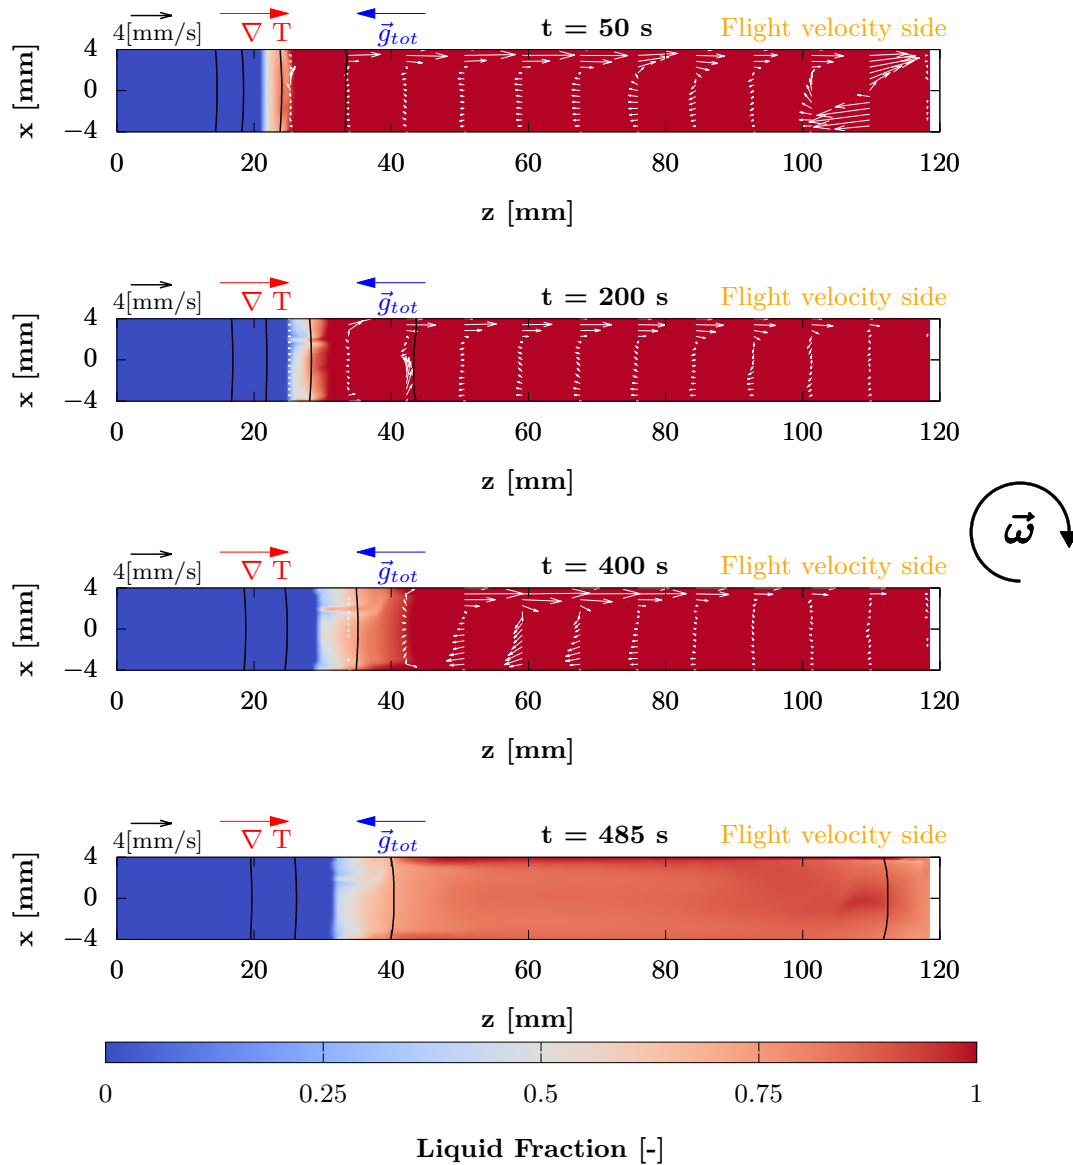 4[mm/s] ∇ T g⃗tot t = 50 s Flight velocity side
x [mm]
4
0
−4
0 20 40 60 80 100 120
z [mm]
4[mm/s] ∇ T g⃗tot t = 200 s Flight velocity side
x [mm]
4
0
−4
0 20 40 60 80 100 120
z [mm]
ω⃗
4[mm/s] ∇ T g⃗tot t = 400 s Flight velocity side
x [mm]
4
0
−4
0 20 40 60 80 100 120
z [mm]
4[mm/s] ∇ T g⃗tot t = 485 s Flight velocity side
x [mm]
4
0
−4
0 20 40 60 80 100 120
z [mm]
0 0.25 0.5 0.75 1
Liquid Fraction [-]